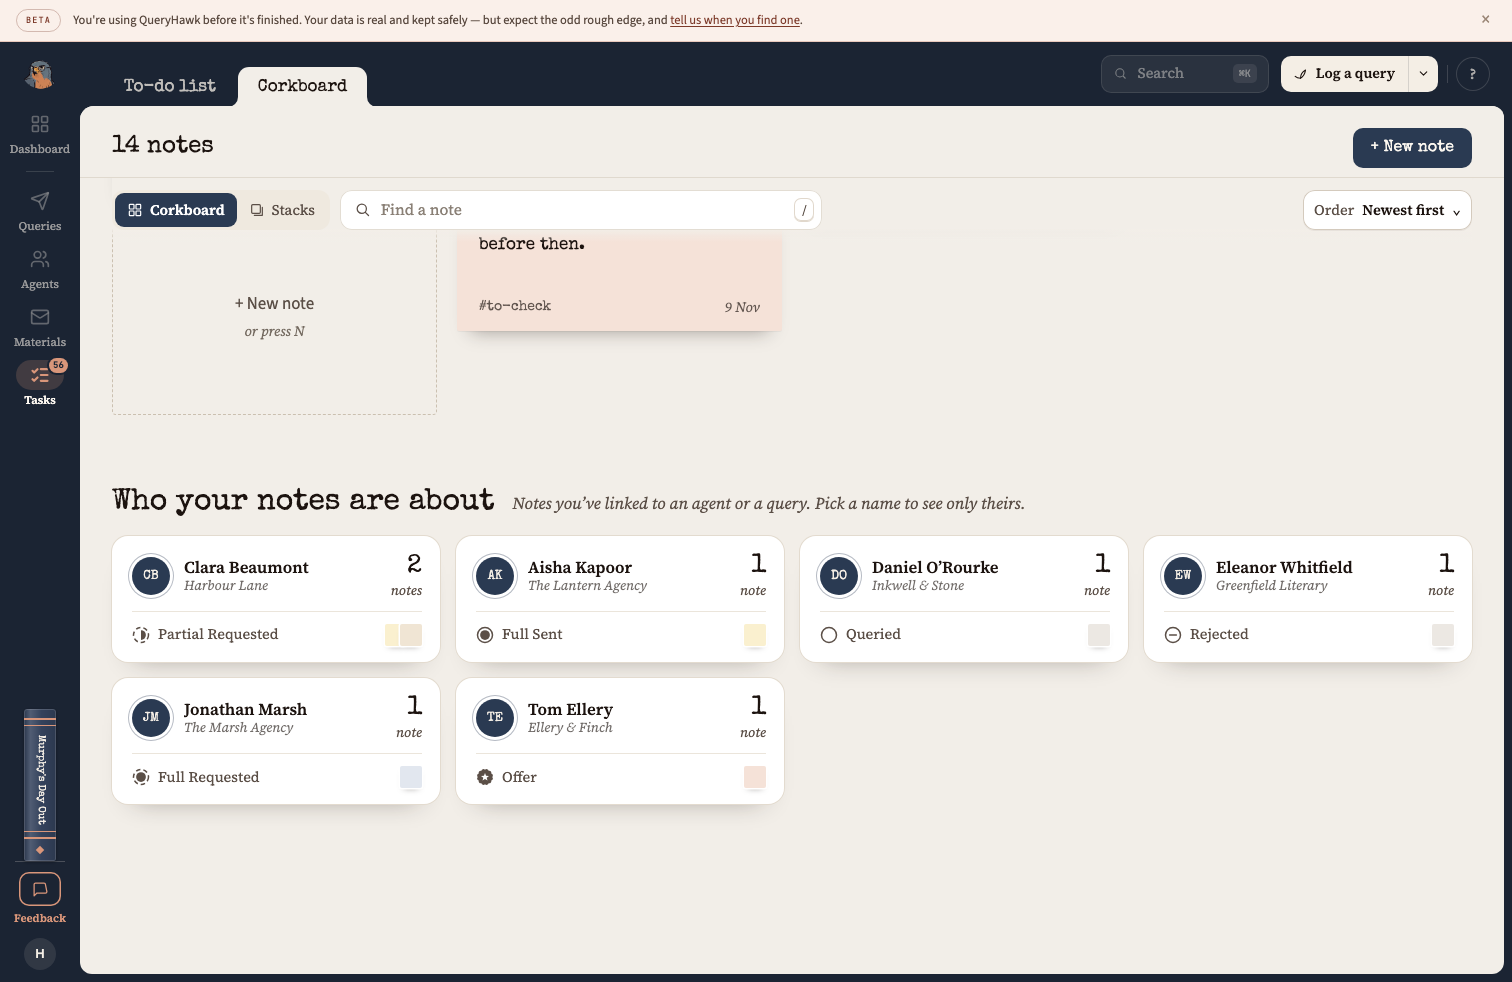 BETA You're using QueryHawk before it's finished. Your data is real and kept safely — but expect the odd rough edge, and tell us when you find one. ×
To-do list Corkboard Search ⌘K Log a query ?
Dashboard
Queries
Agents
Materials
56
Tasks
Murphy's Day Out
Feedback
H
14 notes + New note
Corkboard Stacks Find a note / Order Newest first
+ New note
or press N
before then.
#to-check 9 Nov
Who your notes are about Notes you’ve linked to an agent or a query. Pick a name to see only theirs.
CB Clara Beaumont 2
Harbour Lane notes
Partial Requested
AK Aisha Kapoor 1
The Lantern Agency note
Full Sent
DO Daniel O’Rourke 1
Inkwell & Stone note
Queried
EW Eleanor Whitfield 1
Greenfield Literary note
Rejected
JM Jonathan Marsh 1
The Marsh Agency note
Full Requested
TE Tom Ellery 1
Ellery & Finch note
Offer